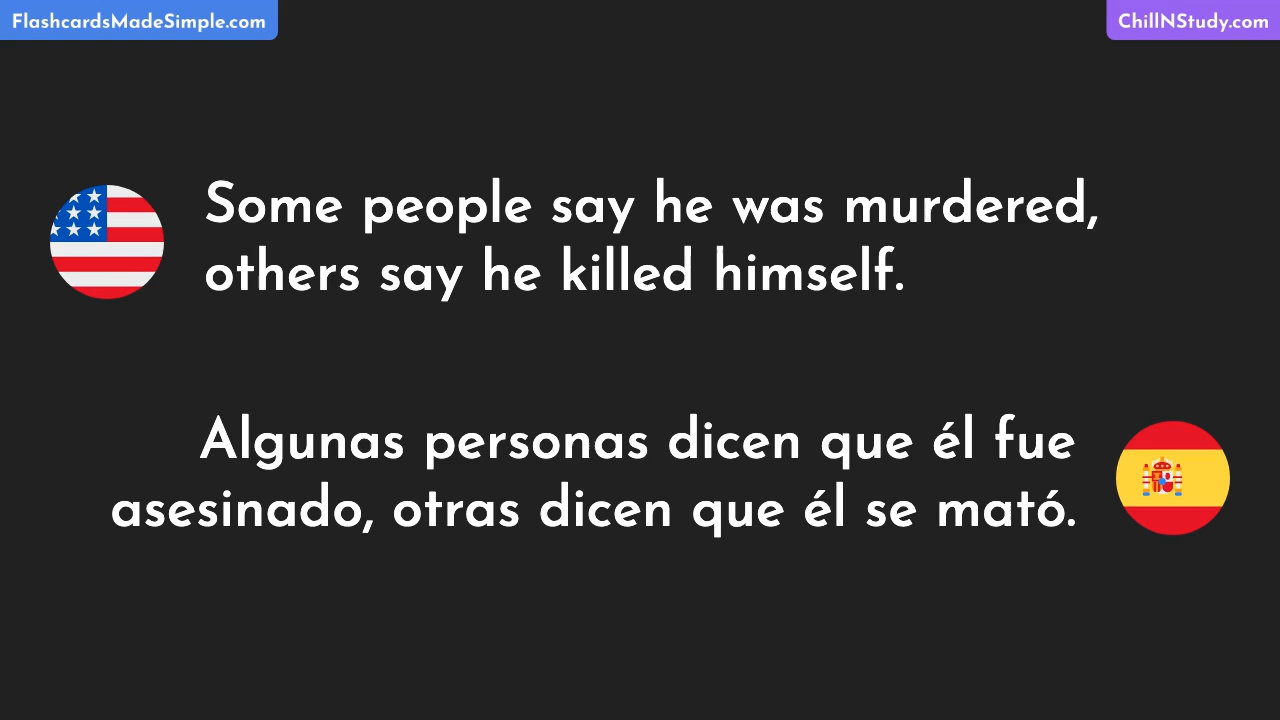 FlashcardsMadeSimple.com
ChillNStudy.com
Some people say he was murdered,
others say he killed himself.
Algunas personas dicen que él fue
asesinado, otras dicen que él se mató.